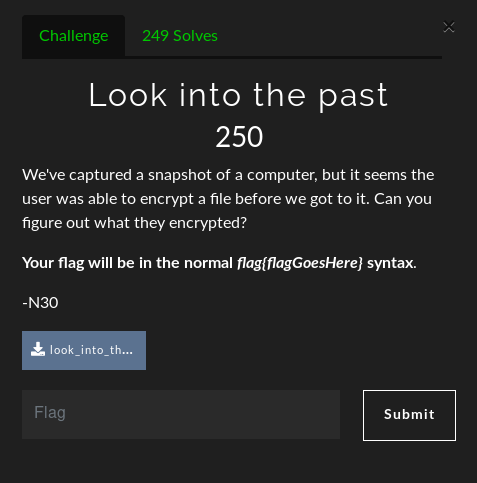 Challenge
249 Solves
×
Look into the past
250
We've captured a snapshot of a computer, but it seems the
user was able to encrypt a file before we got to it. Can you
figure out what they encrypted?
Your flag will be in the normal flag{flagGoesHere} syntax.
-N30
look_into_th...
Flag
Submit